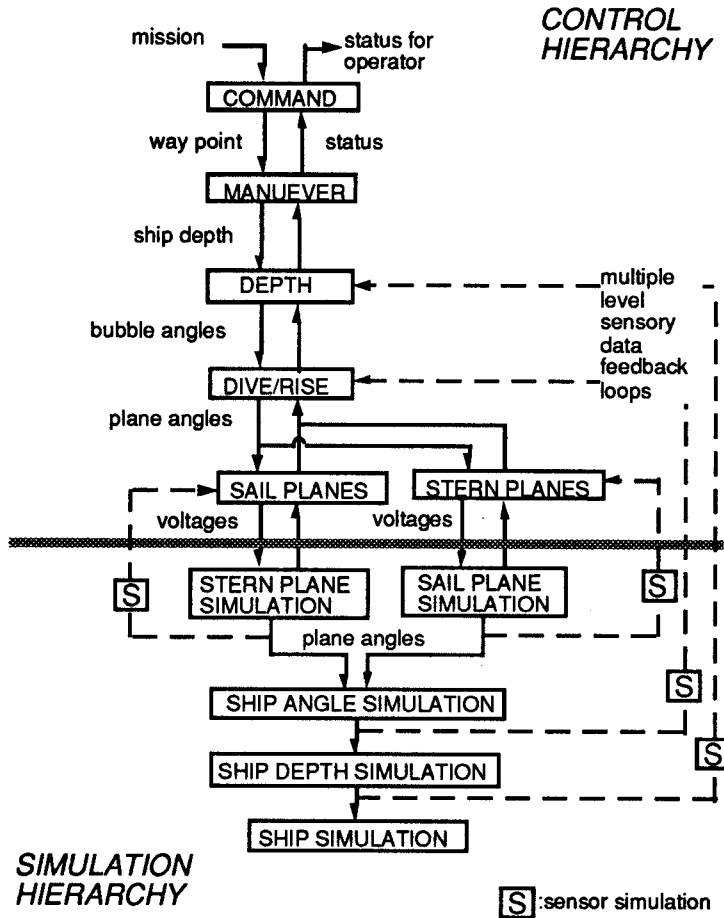 CONTROL
HIERARCHY
mission
status for
operator
COMMAND
way point
status
MANUEVER
ship depth
DEPTH
multiple
level
sensory
data
feedback
loops
bubble angles
DIVE/RISE
plane angles
SAIL PLANES
STERN PLANES
voltages
voltages
STERN PLANE
SIMULATION
SAIL PLANE
SIMULATION
S
S
plane angles
S
SHIP ANGLE SIMULATION
S
SHIP DEPTH SIMULATION
SHIP SIMULATION
SIMULATION
HIERARCHY
S :sensor simulation